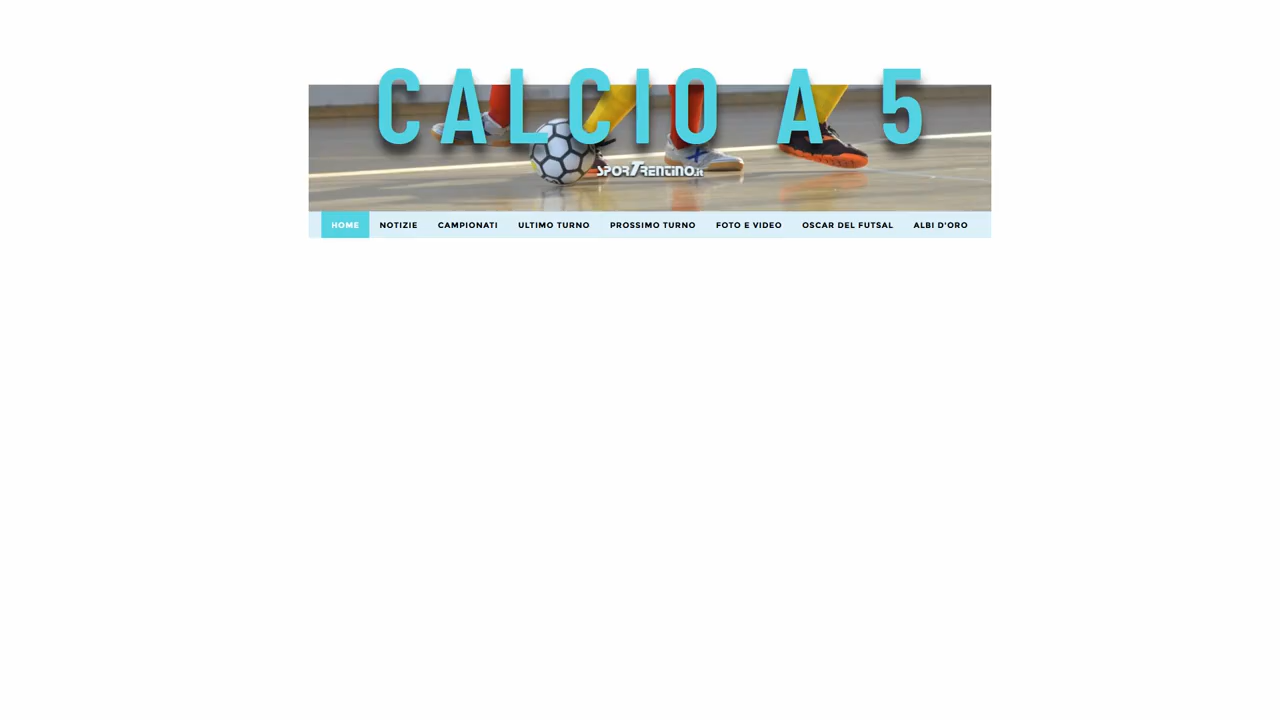 CALCIO A 5
SPORTRENTINO.it
HOME NOTIZIE CAMPIONATI ULTIMO TURNO PROSSIMO TURNO FOTO E VIDEO OSCAR DEL FUTSAL ALBI D'ORO